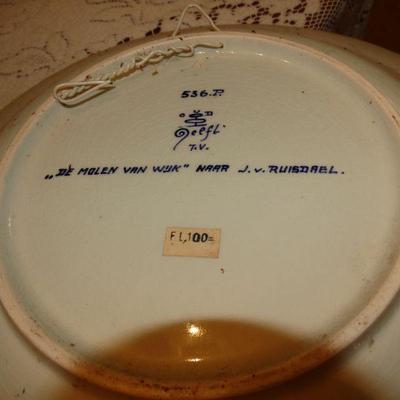 536.P.
O D
Delft
T.V.
„DE MOLEN VAN WIJK" NAAR J. v. RUISDAEL.
FL,100=